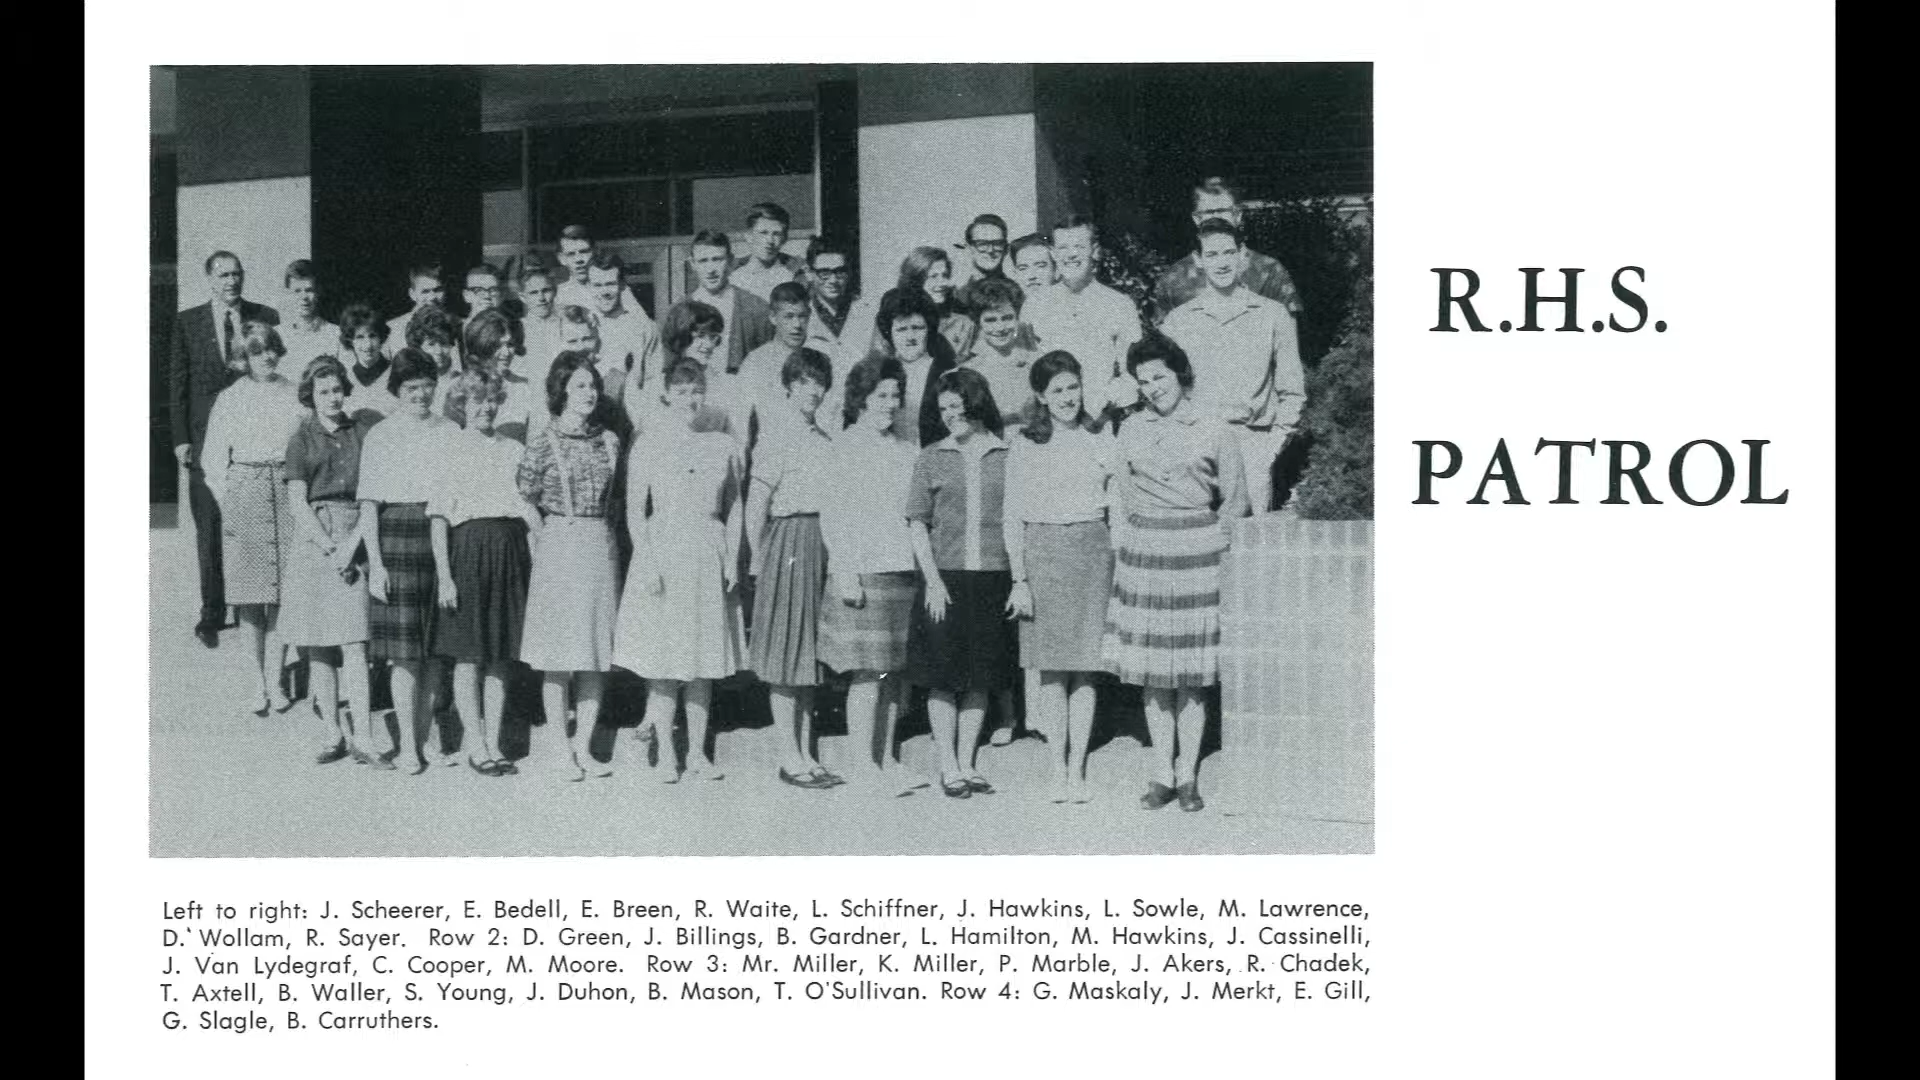 R.H.S.
PATROL
Left to right: J. Scheerer, E. Bedell, E. Breen, R. Waite, L. Schiffner, J. Hawkins, L. Sowle, M. Lawrence,
D. Wollam, R. Sayer. Row 2: D. Green, J. Billings, B. Gardner, L. Hamilton, M. Hawkins, J. Cassinelli,
J. Van Lydegraf, C. Cooper, M. Moore. Row 3: Mr. Miller, K. Miller, P. Marble, J. Akers, R. Chadek,
T. Axtell, B. Waller, S. Young, J. Duhon, B. Mason, T. O'Sullivan. Row 4: G. Maskaly, J. Merkt, E. Gill,
G. Slagle, B. Carruthers.